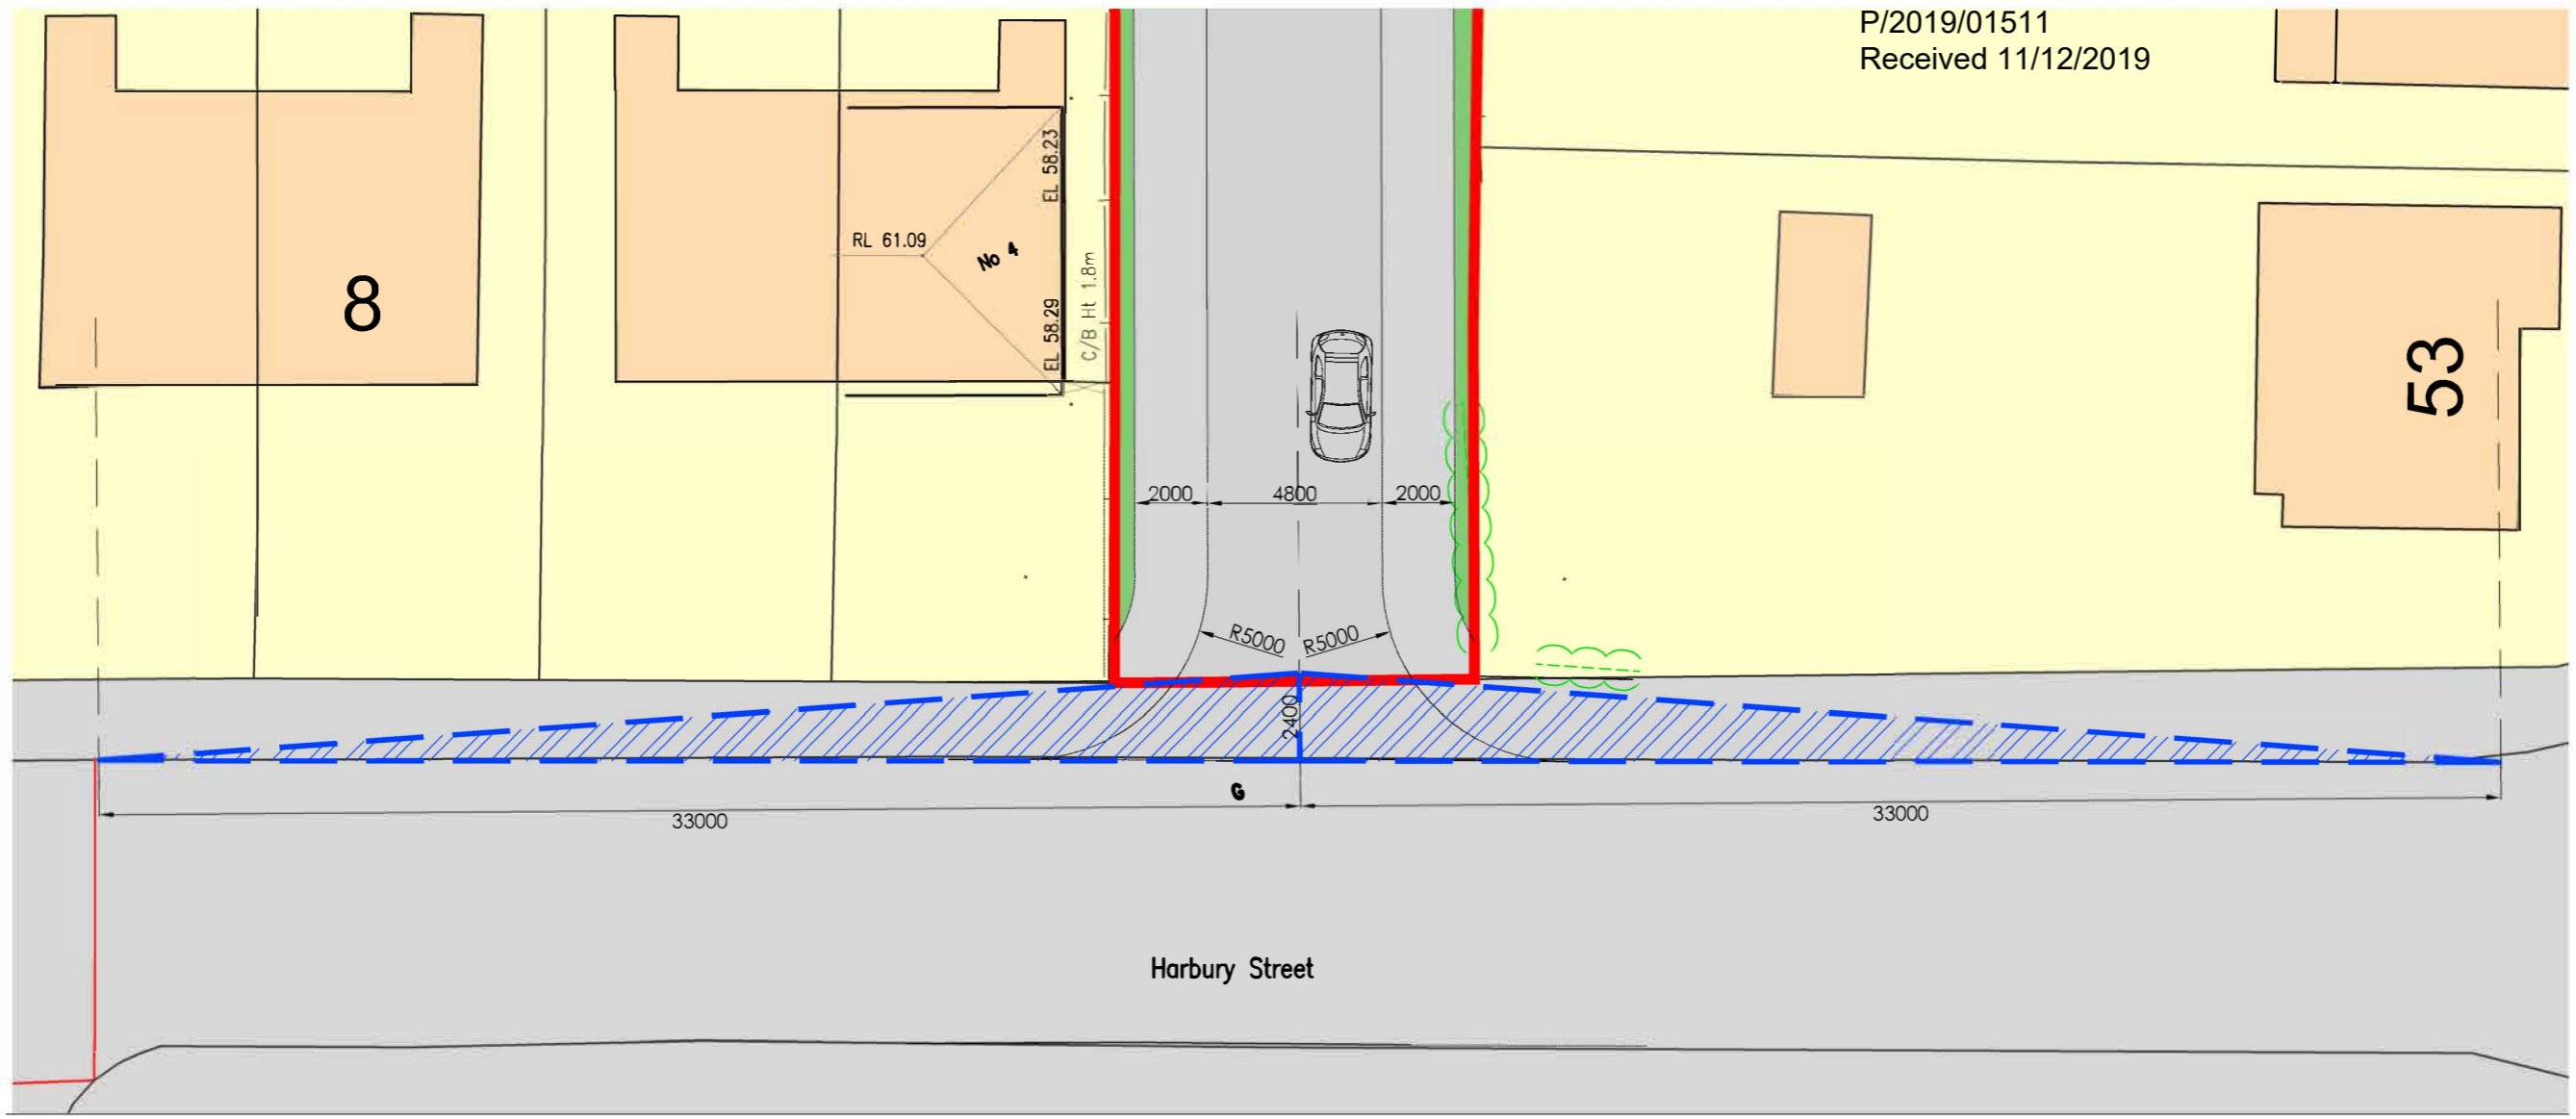 P/2019/01511
Received 11/12/2019
EL 58.23
RL 61.09
No 4
EL 58.29
C/B Ht 1.8m
8
53
2000
4800
2000
R5000
R5000
2400
G
33000
33000
Harbury Street